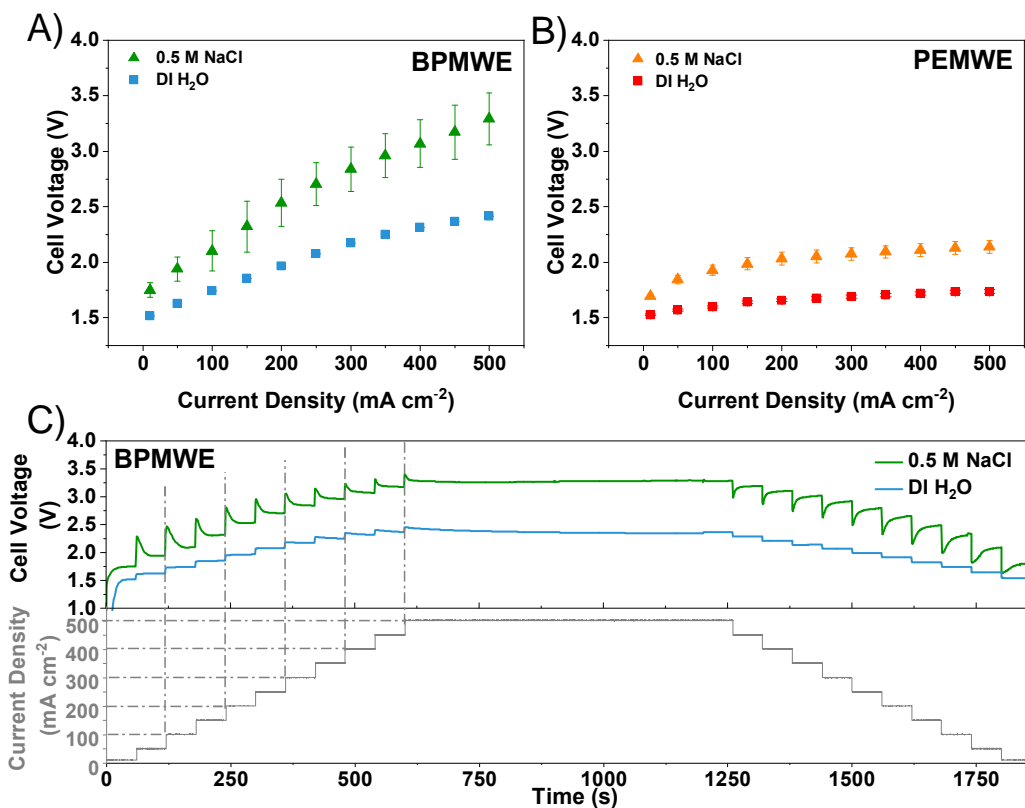 A)
4.0
3.5
3.0
2.5
2.0
1.5
Cell Voltage (V)
0.5 M NaCl
DI H₂O
BPMWE
0 100 200 300 400 500
Current Density (mA cm⁻²)
B)
4.0
3.5
3.0
2.5
2.0
1.5
Cell Voltage (V)
0.5 M NaCl
DI H₂O
PEMWE
0 100 200 300 400 500
Current Density (mA cm⁻²)
C)
4.0
3.5
3.0
2.5
2.0
1.5
1.0
Cell Voltage
(V)
BPMWE
0.5 M NaCl
DI H₂O
500
400
300
200
100
0
Current Density
(mA cm⁻²)
0 250 500 750 1000 1250 1500 1750
Time (s)